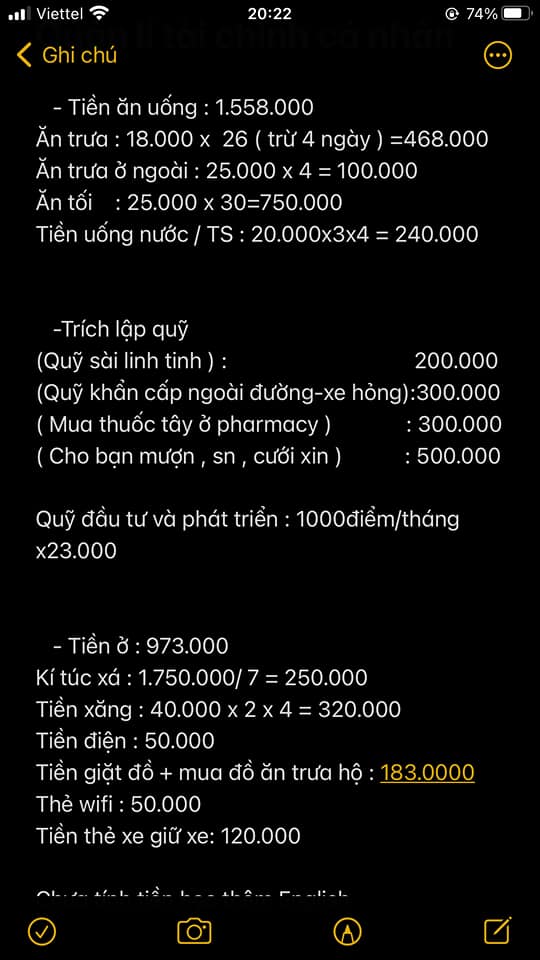 Viettel 20:22 74%
Ghi chú
- Tiền ăn uống : 1.558.000
Ăn trưa : 18.000 x 26 ( trừ 4 ngày ) =468.000
Ăn trưa ở ngoài : 25.000 x 4 = 100.000
Ăn tối : 25.000 x 30=750.000
Tiền uống nước / TS : 20.000x3x4 = 240.000
-Trích lập quỹ
(Quỹ sài linh tinh ) : 200.000
(Quỹ khẩn cấp ngoài đường-xe hỏng):300.000
( Mua thuốc tây ở pharmacy ) : 300.000
( Cho bạn mượn , sn , cưới xin ) : 500.000
Quỹ đầu tư và phát triển : 1000điểm/tháng
x23.000
- Tiền ở : 973.000
Kí túc xá : 1.750.000/ 7 = 250.000
Tiền xăng : 40.000 x 2 x 4 = 320.000
Tiền điện : 50.000
Tiền giặt đồ + mua đồ ăn trưa hộ : 183.0000
Thẻ wifi : 50.000
Tiền thẻ xe giữ xe: 120.000